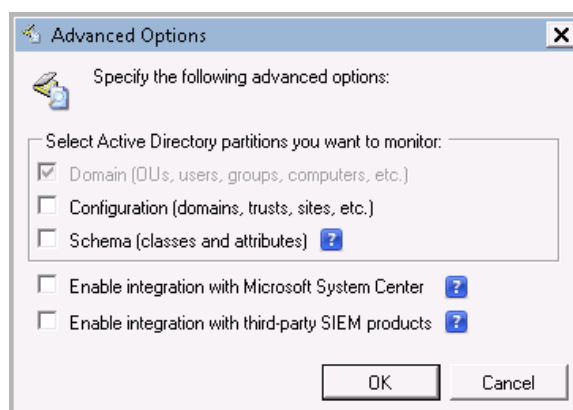 Advanced Options
Specify the following advanced options:
Select Active Directory partitions you want to monitor:
Domain (OUs, users, groups, computers, etc.)
Configuration (domains, trusts, sites, etc.)
Schema (classes and attributes) ?
Enable integration with Microsoft System Center ?
Enable integration with third-party SIEM products ?
OK Cancel